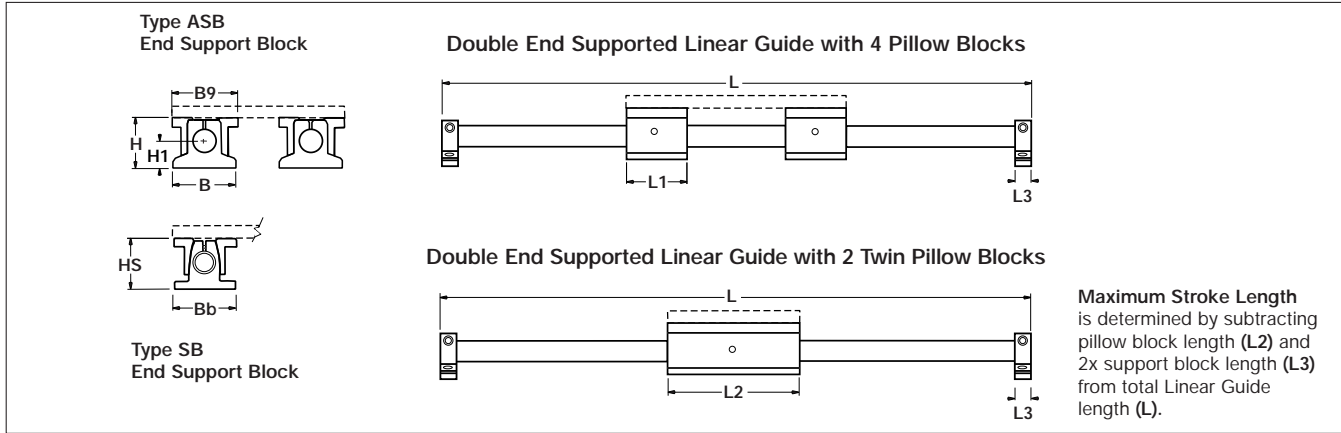 Type ASB
End Support Block
B9
H
H1
B
HS
Bb
Type SB
End Support Block
Double End Supported Linear Guide with 4 Pillow Blocks
L
L1
L3
Double End Supported Linear Guide with 2 Twin Pillow Blocks
L
L2
L3
Maximum Stroke Length
is determined by subtracting
pillow block length (L2) and
2x support block length (L3)
from total Linear Guide
length (L).